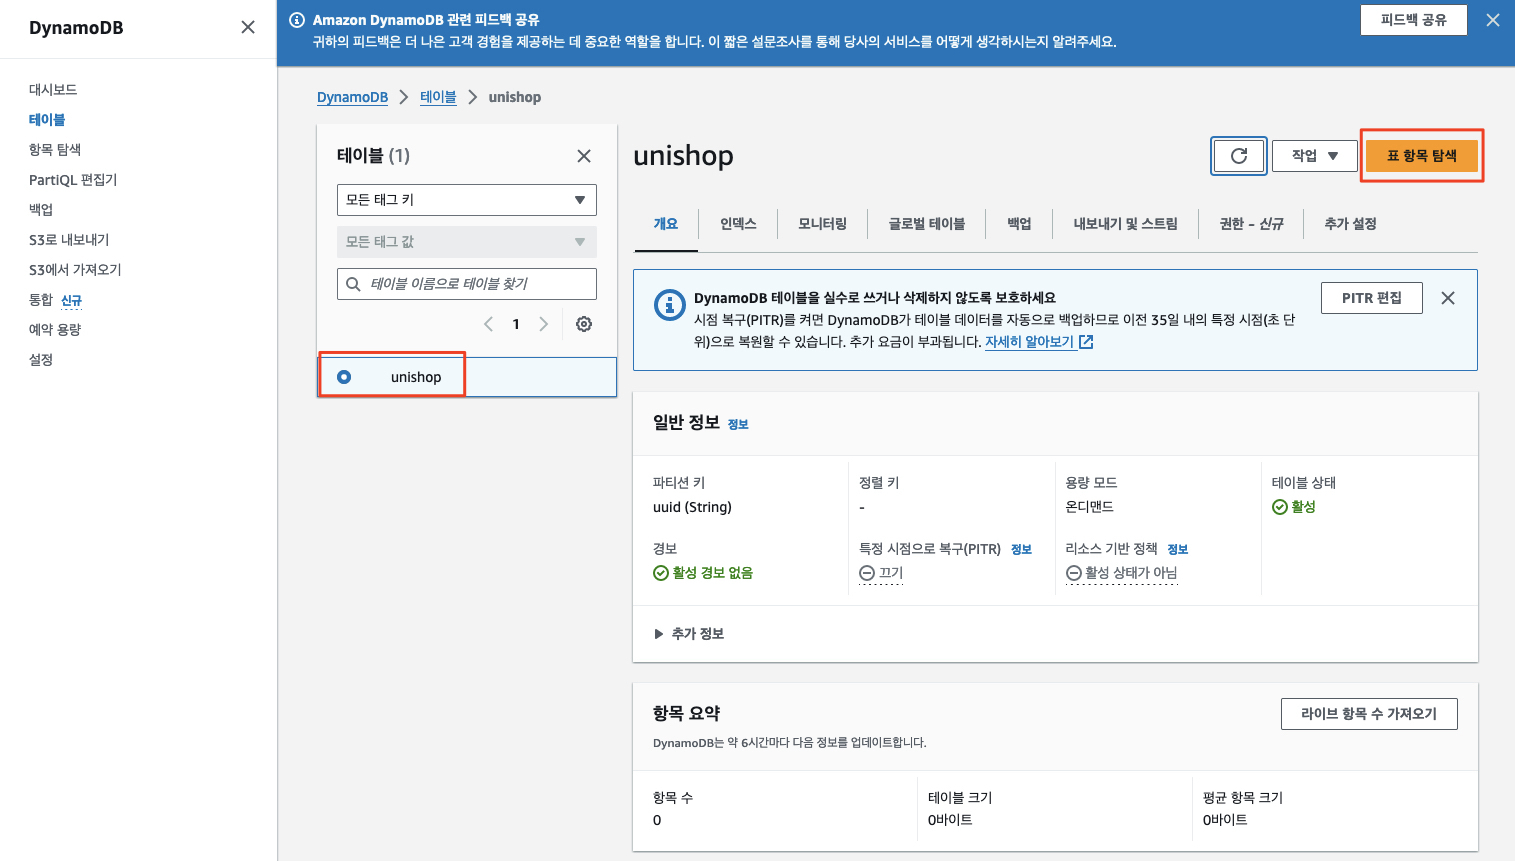 DynamoDB
대시보드
테이블
항목 탐색
PartiQL 편집기
백업
S3로 내보내기
S3에서 가져오기
통합 신규
예약 용량
설정
Amazon DynamoDB 관련 피드백 공유
귀하의 피드백은 더 나은 고객 경험을 제공하는 데 중요한 역할을 합니다. 이 짧은 설문조사를 통해 당사의 서비스를 어떻게 생각하시는지 알려주세요.
피드백 공유
DynamoDB 테이블 unishop
테이블 (1)
모든 태그 키
모든 태그 값
테이블 이름으로 테이블 찾기
1
unishop
unishop
작업
표 항목 탐색
개요 인덱스 모니터링 글로벌 테이블 백업 내보내기 및 스트림 권한 - 신규 추가 설정
DynamoDB 테이블을 실수로 쓰거나 삭제하지 않도록 보호하세요
시점 복구(PITR)를 켜면 DynamoDB가 테이블 데이터를 자동으로 백업하므로 이전 35일 내의 특정 시점(초 단
위)으로 복원할 수 있습니다. 추가 요금이 부과됩니다. 자세히 알아보기
PITR 편집
일반 정보 정보
파티션 키
uuid (String)
정렬 키
-
용량 모드
온디맨드
테이블 상태
활성
경보
활성 경보 없음
특정 시점으로 복구(PITR) 정보
끄기
리소스 기반 정책 정보
활성 상태가 아님
추가 정보
항목 요약
DynamoDB는 약 6시간마다 다음 정보를 업데이트합니다.
라이브 항목 수 가져오기
항목 수
0
테이블 크기
0바이트
평균 항목 크기
0바이트